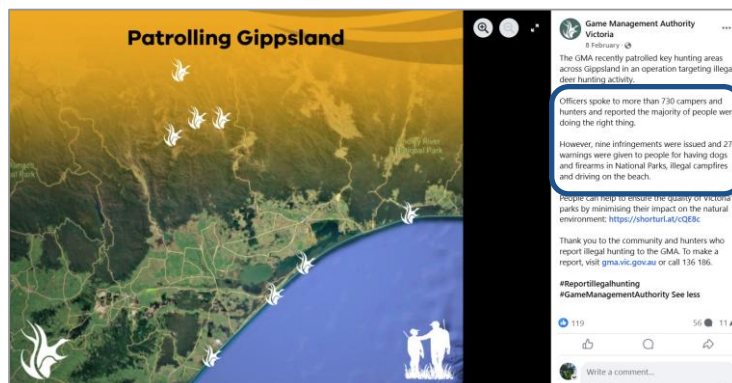 Patrolling Gippsland
National Park
Game Management Authority
Victoria
8 February
The GMA recently patrolled key hunting areas
across Gippsland in an operation targeting illegal
deer hunting activity.
Officers spoke to more than 730 campers and
hunters and reported the majority of people wer
doing the right thing.
However, nine infringements were issued and 27
warnings were given to people for having dogs
and firearms in National Parks, illegal campfires
and driving on the beach.
People can help to ensure the quality of Victoria
parks by minimising their impact on the natural
environment: https://shorturl.at/cQE8c
Thank you to the community and hunters who
report illegal hunting to the GMA. To make a
report, visit gma.vic.gov.au or call 136 186.
#Reportillegalhunting
#GameManagementAuthority See less
119
56
11
Write a comment...